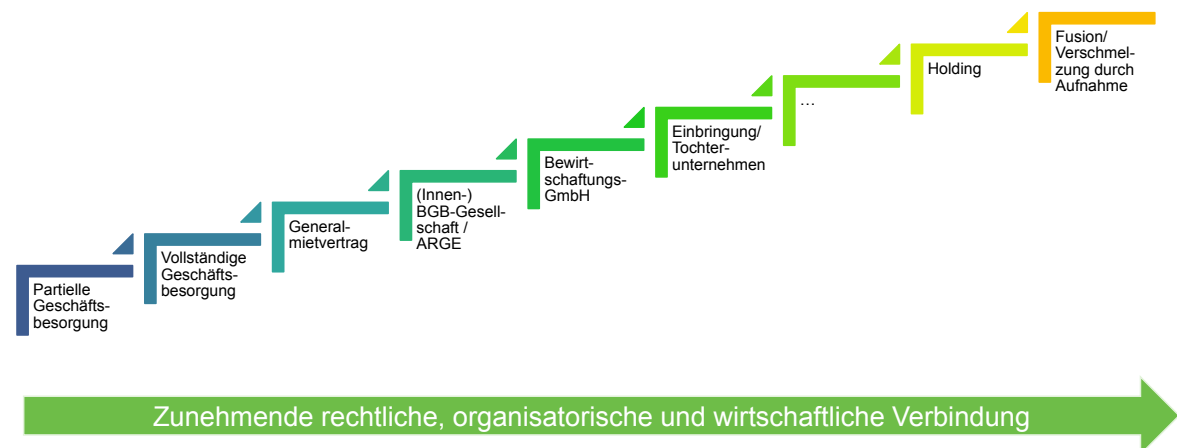 Partielle
Geschäfts-
besorgung
Vollständige
Geschäfts-
besorgung
General-
mietvertrag
(Innen-)
BGB-Gesell-
schaft /
ARGE
Bewirt-
schaftungs-
GmbH
Einbringung/
Tochter-
unternehmen
...
Holding
Fusion/
Verschmel-
zung durch
Aufnahme
Zunehmende rechtliche, organisatorische und wirtschaftliche Verbindung